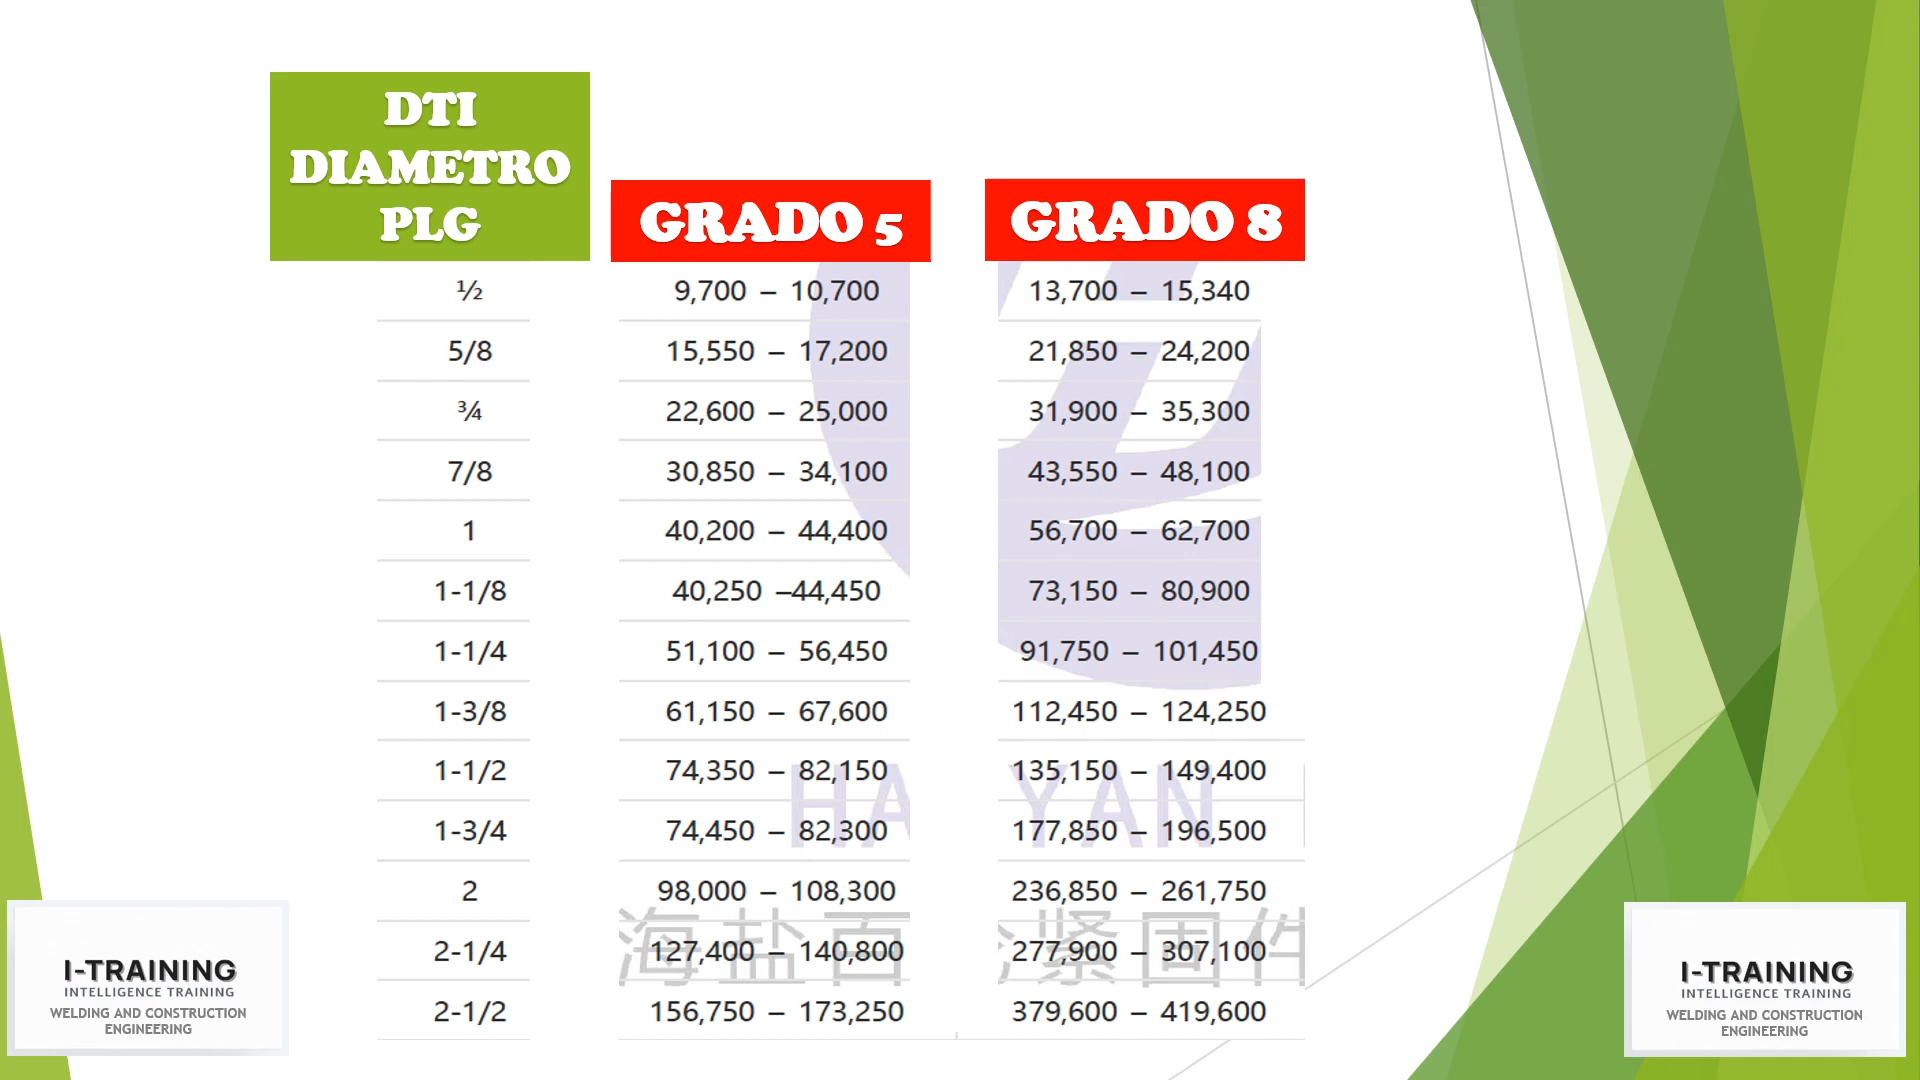 DTI
DIAMETRO
PLG
GRADO 5 GRADO 8
½ 9,700 – 10,700 13,700 – 15,340
5/8 15,550 – 17,200 21,850 – 24,200
¾ 22,600 – 25,000 31,900 – 35,300
7/8 30,850 – 34,100 43,550 – 48,100
1 40,200 – 44,400 56,700 – 62,700
1-1/8 40,250 –44,450 73,150 – 80,900
1-1/4 51,100 – 56,450 91,750 – 101,450
1-3/8 61,150 – 67,600 112,450 – 124,250
1-1/2 74,350 – 82,150 135,150 – 149,400
HA YAN
1-3/4 74,450 – 82,300 177,850 – 196,500
2 98,000 – 108,300 236,850 – 261,750
海盐百 紧固件
2-1/4 127,400 – 140,800 277,900 – 307,100
2-1/2 156,750 – 173,250 379,600 – 419,600
I-TRAINING
INTELLIGENCE TRAINING
WELDING AND CONSTRUCTION
ENGINEERING
I-TRAINING
INTELLIGENCE TRAINING
WELDING AND CONSTRUCTION
ENGINEERING